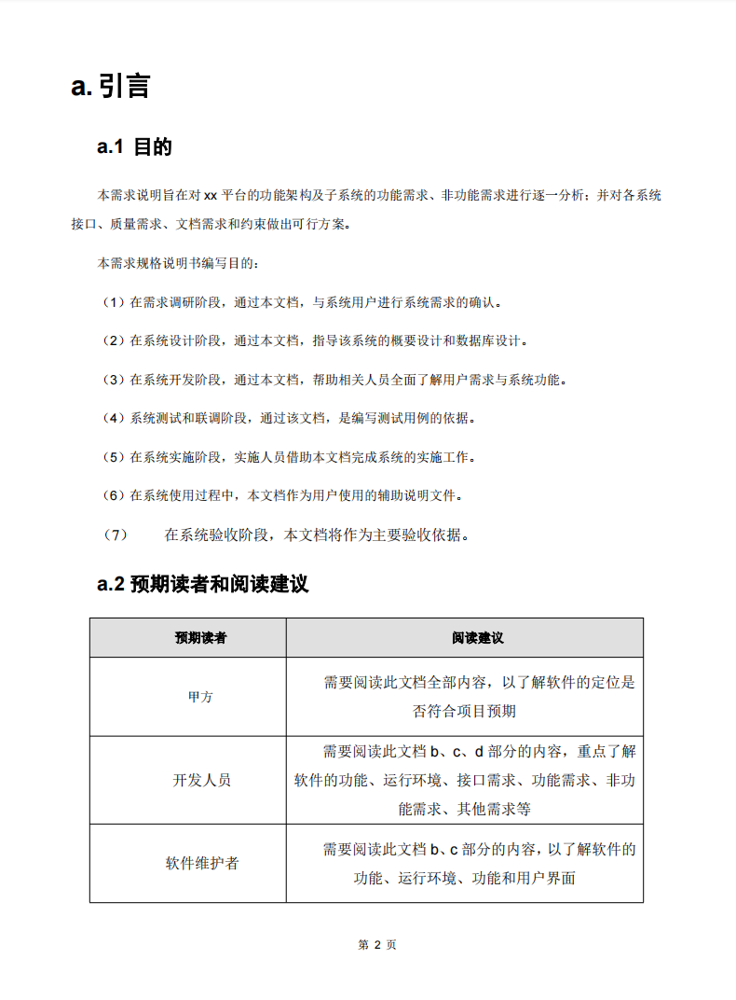 a. 引言
a.1 目的
本需求说明旨在对 xx 平台的功能架构及子系统的功能需求、非功能需求进行逐一分析；并对各系统
接口、质量需求、文档需求和约束做出可行方案。
本需求规格说明书编写目的：
（1）在需求调研阶段，通过本文档，与系统用户进行系统需求的确认。
（2）在系统设计阶段，通过本文档，指导该系统的概要设计和数据库设计。
（3）在系统开发阶段，通过本文档，帮助相关人员全面了解用户需求与系统功能。
（4）系统测试和联调阶段，通过该文档，是编写测试用例的依据。
（5）在系统实施阶段，实施人员借助本文档完成系统的实施工作。
（6）在系统使用过程中，本文档作为用户使用的辅助说明文件。
（7） 在系统验收阶段，本文档将作为主要验收依据。
a.2 预期读者和阅读建议
预期读者 阅读建议
甲方
需要阅读此文档全部内容，以了解软件的定位是
否符合项目预期
开发人员
需要阅读此文档 b、c、d 部分的内容，重点了解
软件的功能、运行环境、接口需求、功能需求、非功
能需求、其他需求等
软件维护者
需要阅读此文档 b、c 部分的内容，以了解软件的
功能、运行环境、功能和用户界面
第 2 页